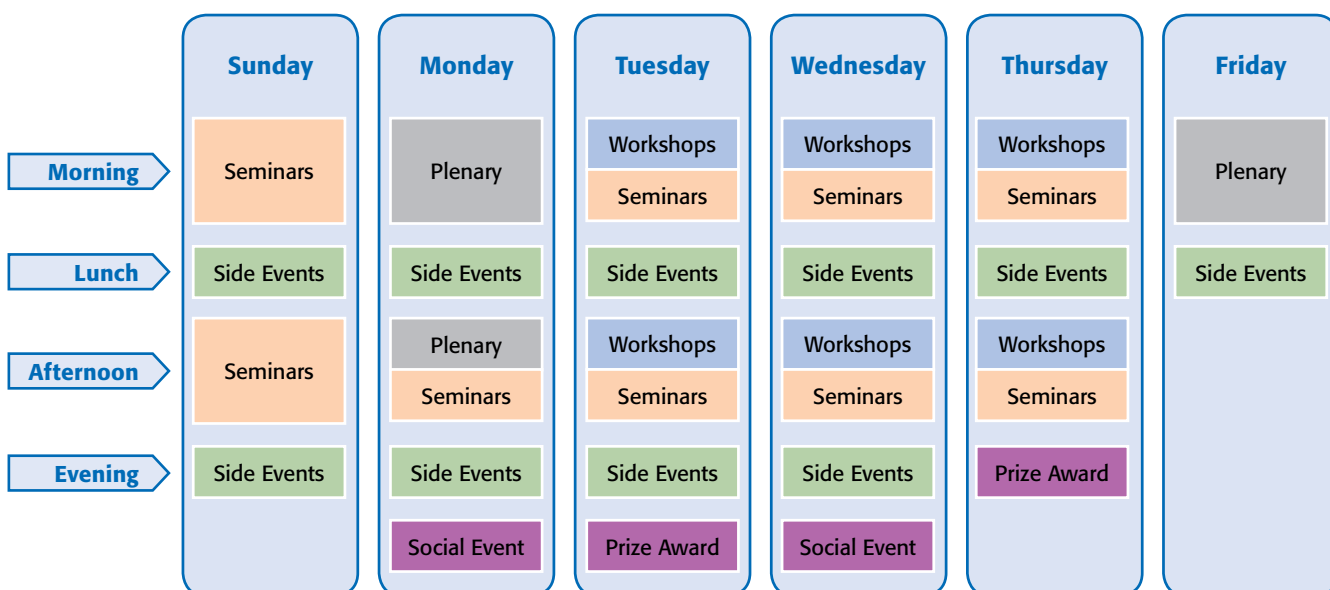 Sunday Monday Tuesday Wednesday Thursday Friday
Workshops Workshops Workshops
Morning Seminars Plenary Plenary
Seminars Seminars Seminars
Lunch Side Events Side Events Side Events Side Events Side Events Side Events
Plenary Workshops Workshops Workshops
Afternoon Seminars
Seminars Seminars Seminars Seminars
Evening Side Events Side Events Side Events Side Events Prize Award
Social Event Prize Award Social Event